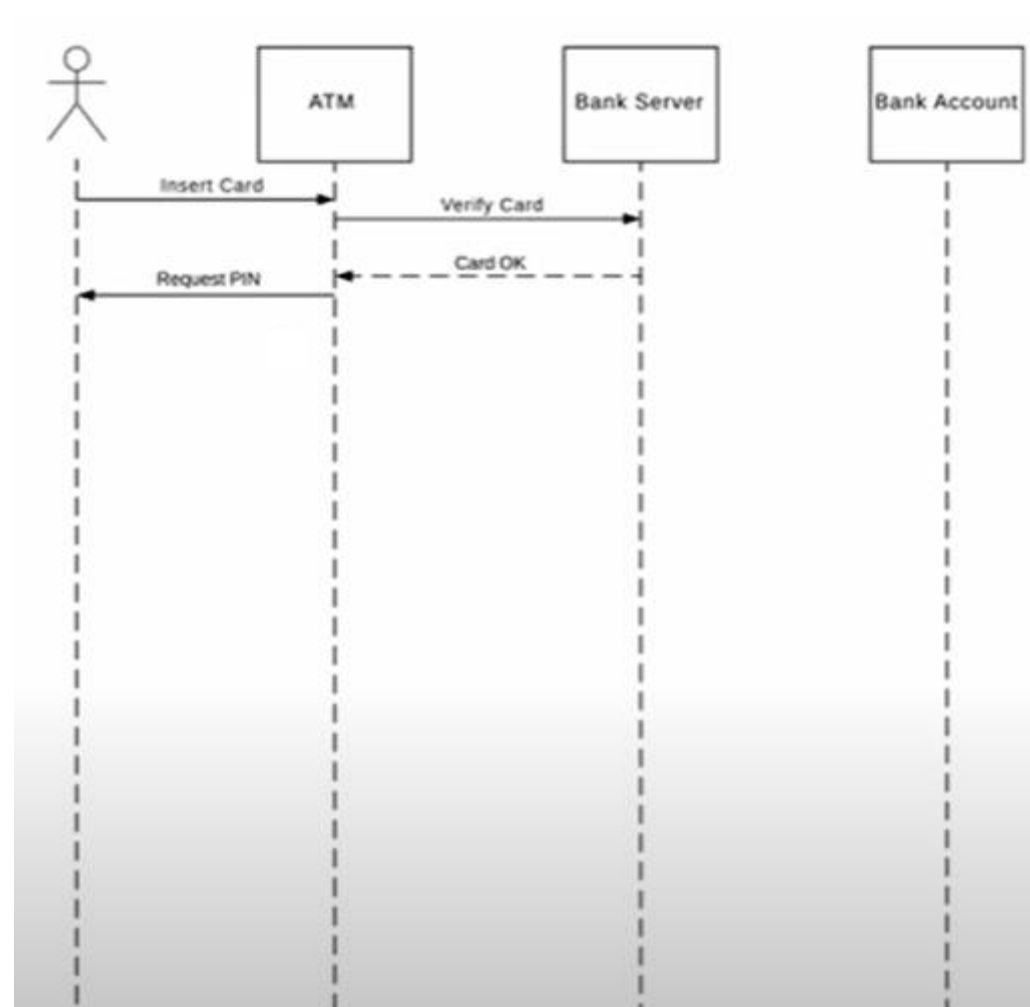 ATM
Bank Server
Bank Account
Insert Card
Verify Card
Card OK
Request PIN